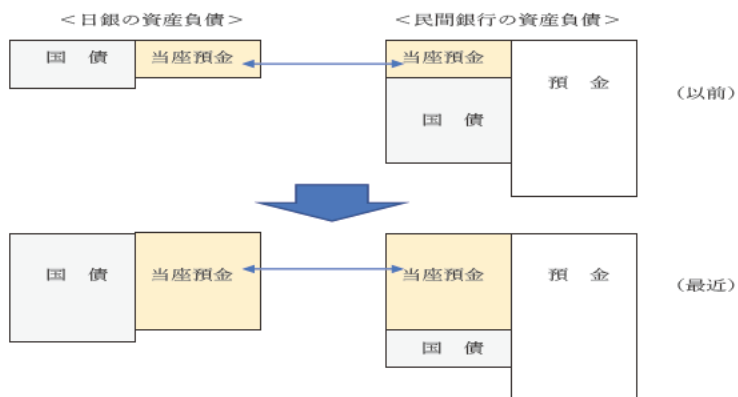 ＜日銀の資産負債＞　＜民間銀行の資産負債＞
国　債　当座預金　当座預金
預　金
（以前）
国　債
国　債　当座預金　当座預金　預　金
（最近）
国　債